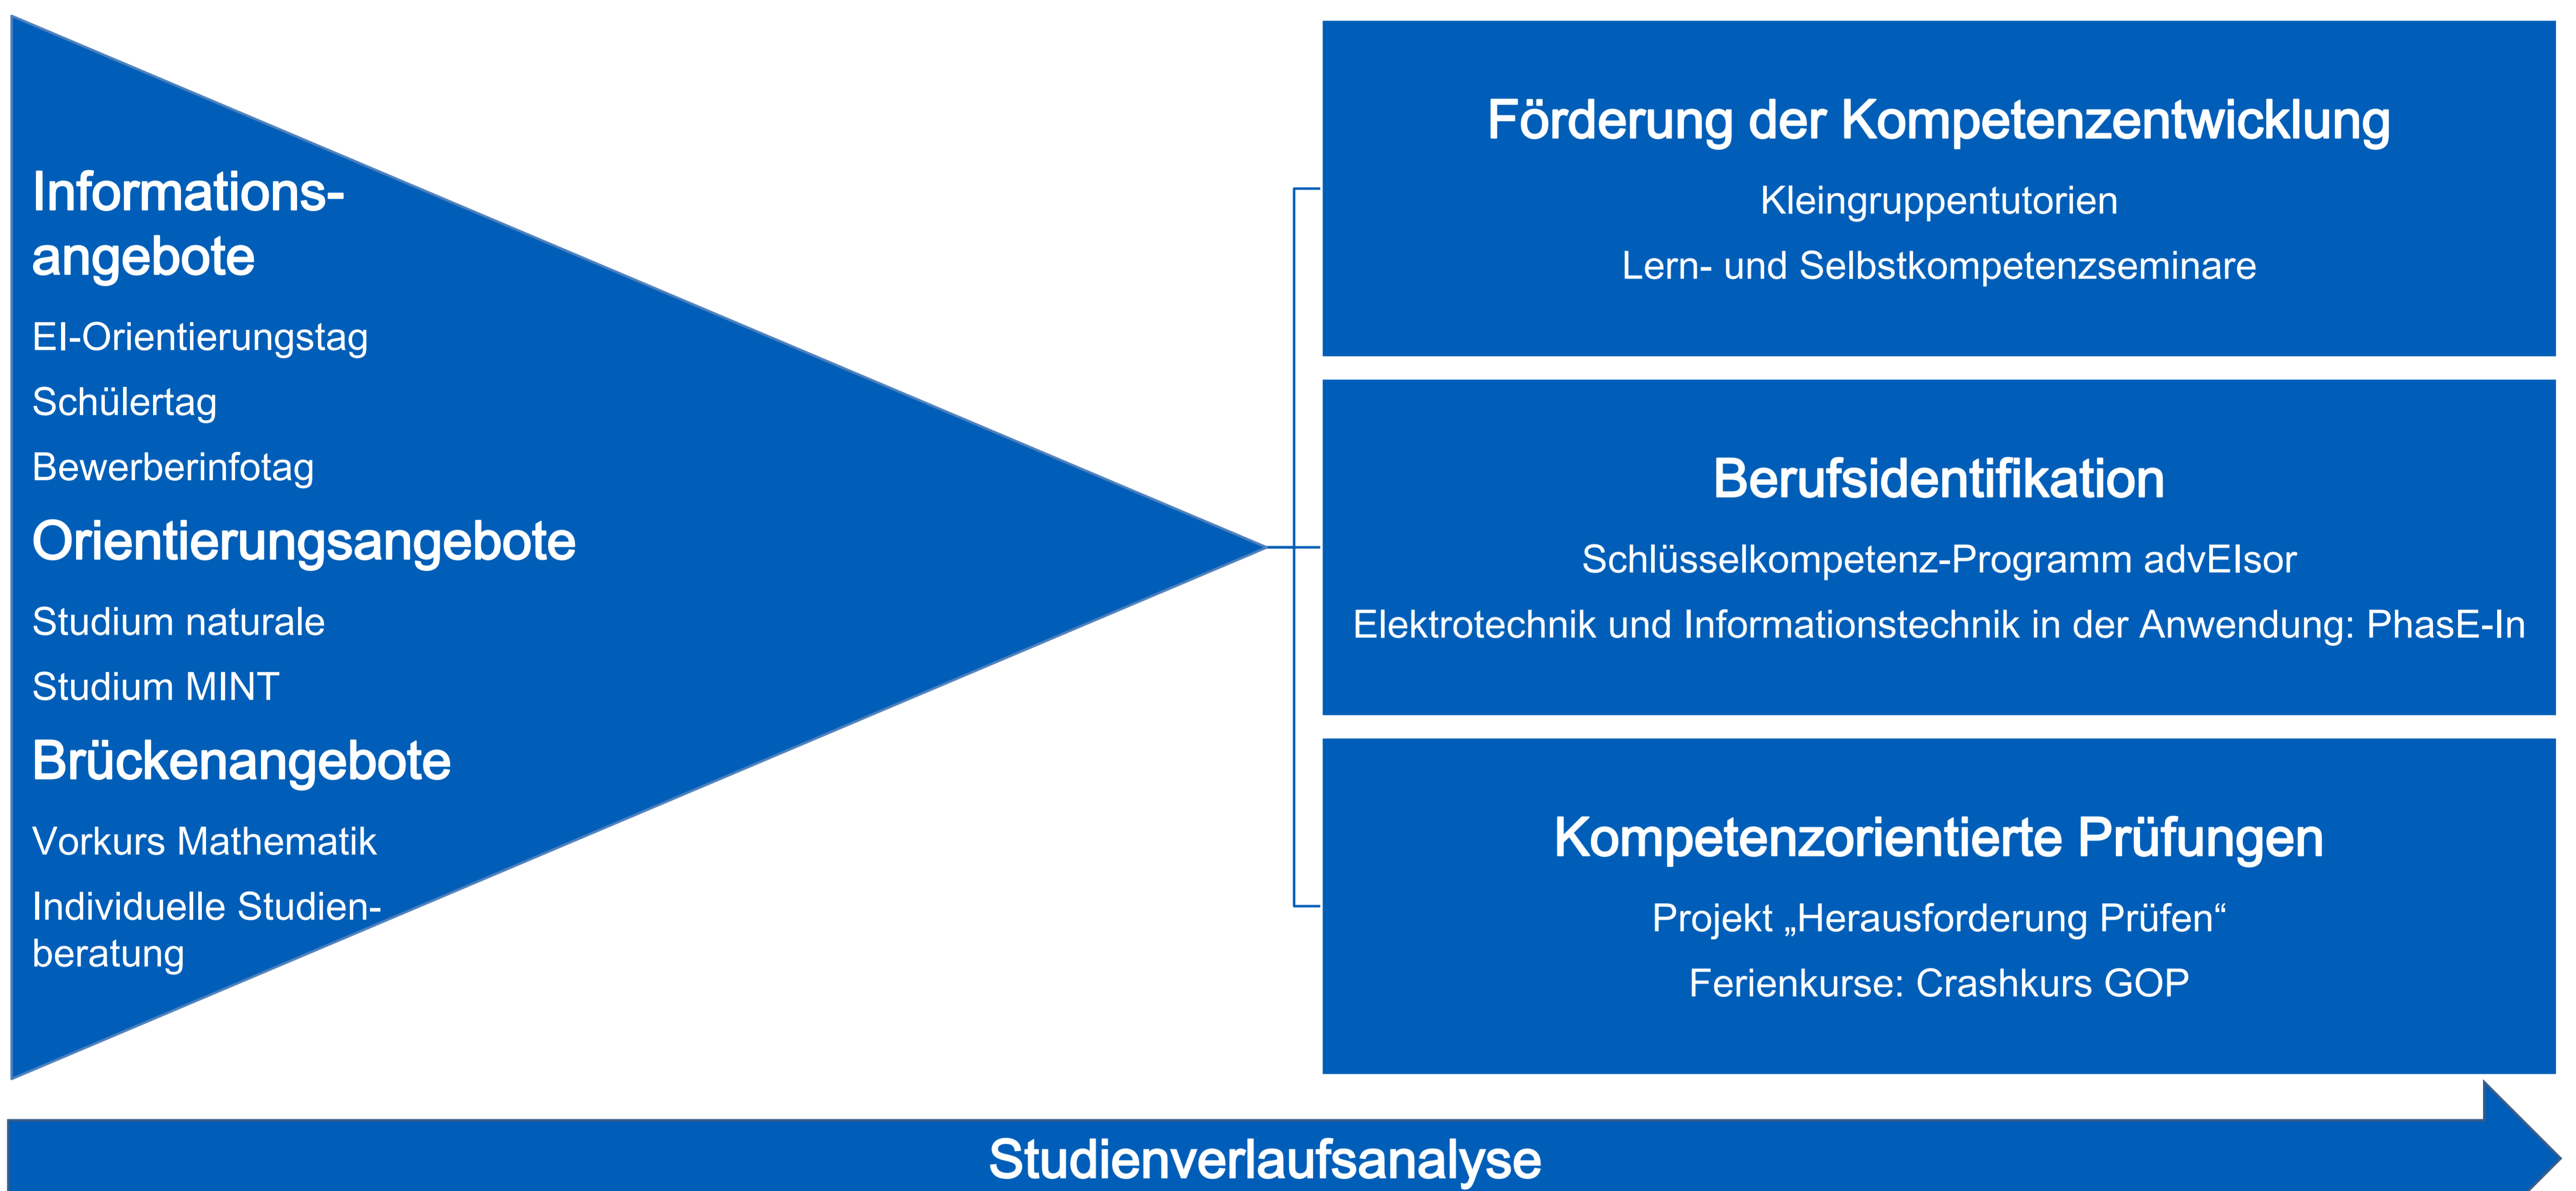 Informations-
angebote
EI-Orientierungstag
Schülertag
Bewerberinfotag
Orientierungsangebote
Studium naturale
Studium MINT
Brückenangebote
Vorkurs Mathematik
Individuelle Studien-
beratung
Förderung der Kompetenzentwicklung
Kleingruppentutorien
Lern- und Selbstkompetenzseminare
Berufsidentifikation
Schlüsselkompetenz-Programm advEIsor
Elektrotechnik und Informationstechnik in der Anwendung: PhasE-In
Kompetenzorientierte Prüfungen
Projekt „Herausforderung Prüfen“
Ferienkurse: Crashkurs GOP
Studienverlaufsanalyse